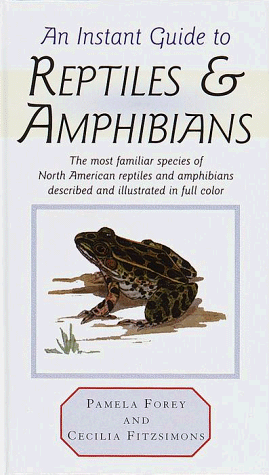 An Instant Guide to
REPTILES &
AMPHIBIANS
The most familiar species of
North American reptiles and amphibians
described and illustrated in full color
PAMELA FOREY
AND
CECILIA FITZSIMONS